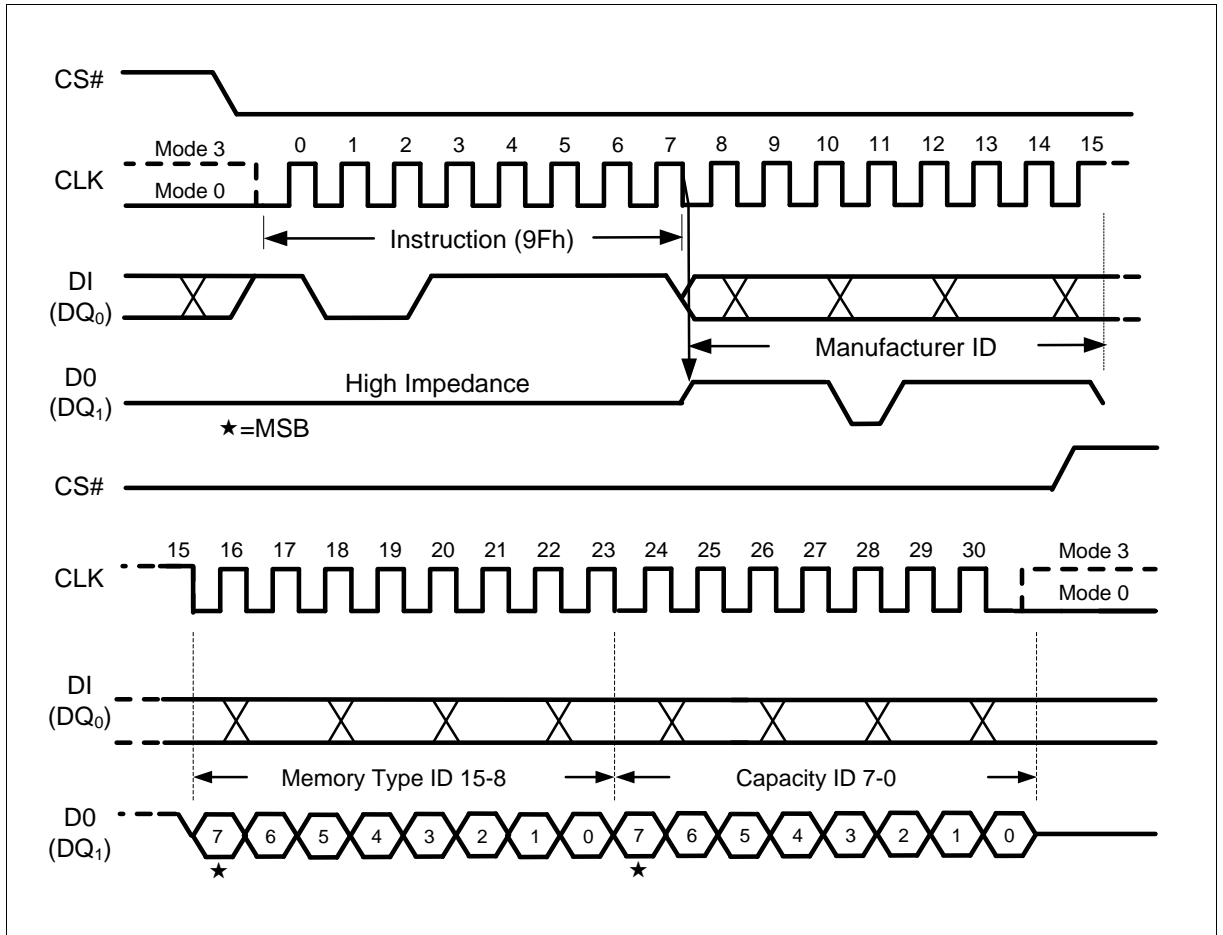 CS#
Mode 3
0 1 2 3 4 5 6 7 8 9 10 11 12 13 14 15
CLK
Mode 0
Instruction (9Fh)
DI
(DQ0)
Manufacturer ID
D0
(DQ1)
High Impedance
★=MSB
CS#
15 16 17 18 19 20 21 22 23 24 25 26 27 28 29 30
Mode 3
CLK
Mode 0
DI
(DQ0)
Memory Type ID 15-8
Capacity ID 7-0
D0
(DQ1)
7 6 5 4 3 2 1 0 7 6 5 4 3 2 1 0
★ ★